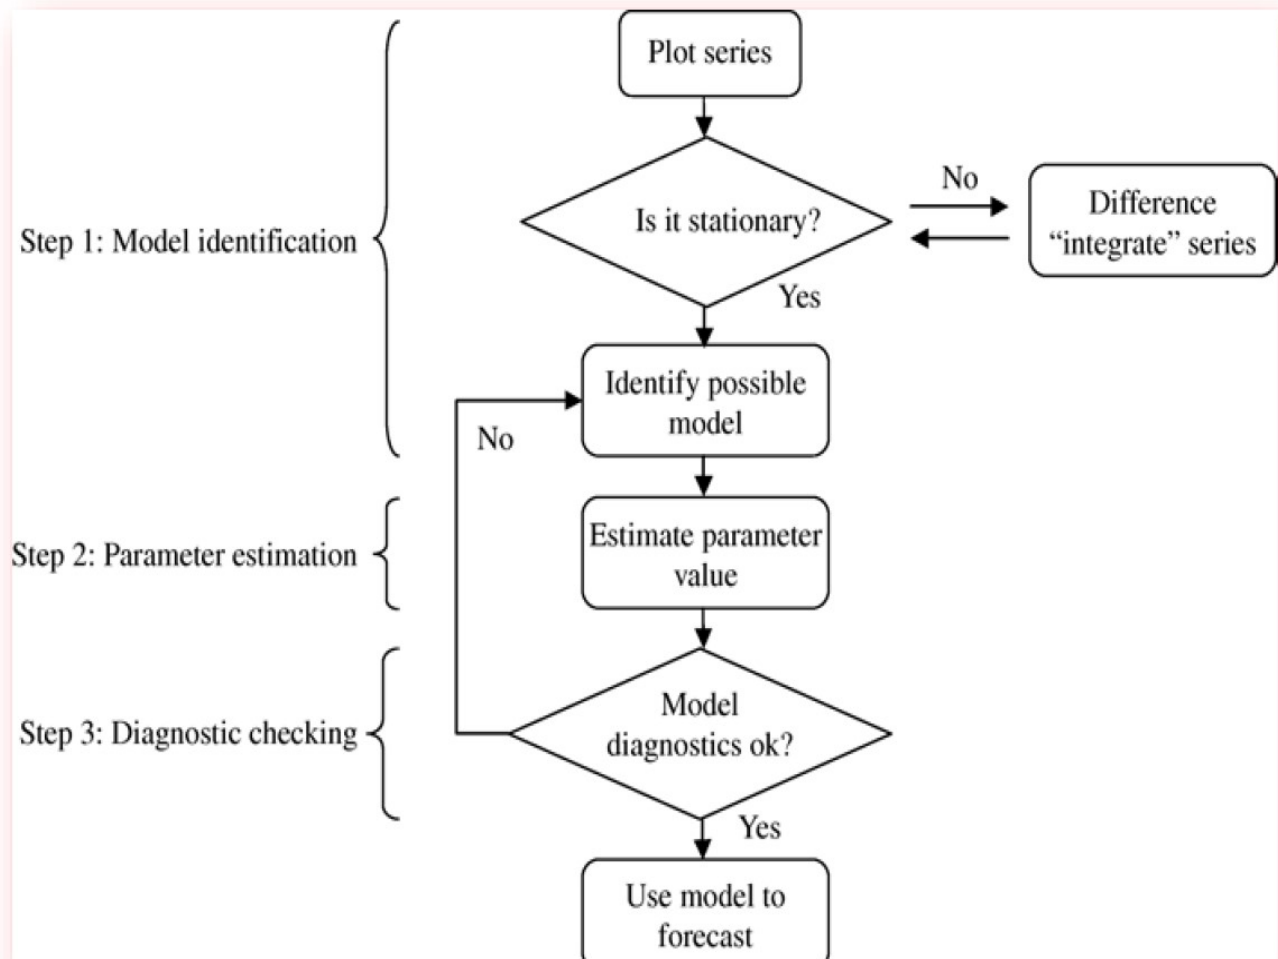 Plot series
Is it stationary?
No
Difference
“integrate” series
Step 1: Model identification
Yes
Identify possible
model
No
Step 2: Parameter estimation
Estimate parameter
value
Step 3: Diagnostic checking
Model
diagnostics ok?
Yes
Use model to
forecast